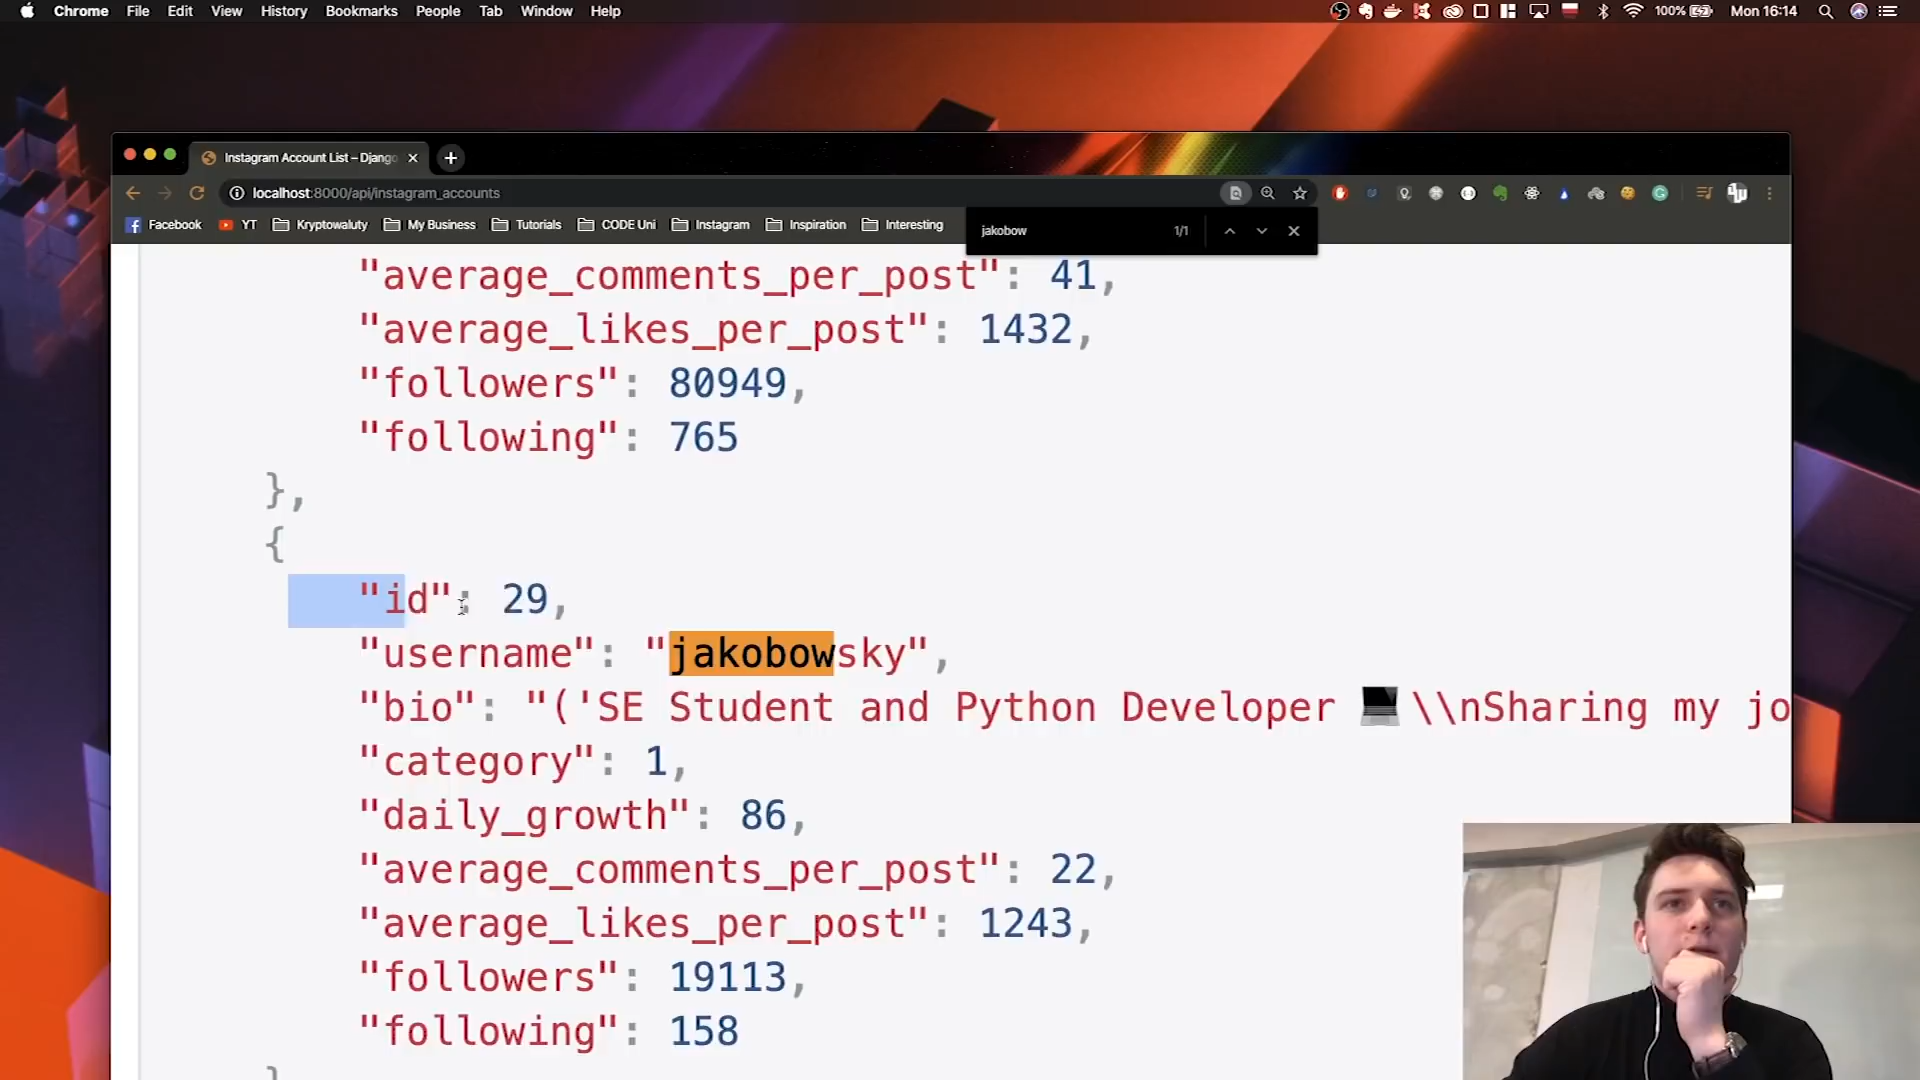 Chrome File Edit View History Bookmarks People Tab Window Help
100% Mon 16:14
Instagram Account List – Django
localhost:8000/api/instagram_accounts
Facebook YT Kryptowaluty My Business Tutorials CODE Uni Instagram Inspiration Interesting
jakobow 1/1
"average_comments_per_post": 41,
"average_likes_per_post": 1432,
"followers": 80949,
"following": 765
},
{
"id": 29,
"username": "jakobowsky",
"bio": "('SE Student and Python Developer 💻\\nSharing my jo
"category": 1,
"daily_growth": 86,
"average_comments_per_post": 22,
"average_likes_per_post": 1243,
"followers": 19113,
"following": 158
}